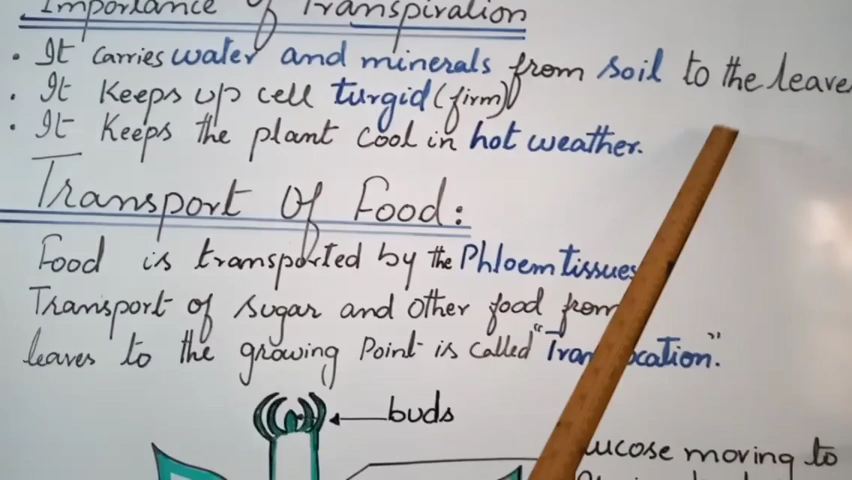 Importance of Transpiration
• It carries water and minerals from soil to the leave
• It Keeps up cell turgid (firm)
• It Keeps the plant cool in hot weather.
Transport Of Food:
Food is transported by the Phloem tissues
Transport of sugar and other food from
leaves to the growing Point is called "Translocation."
buds
ucose moving to